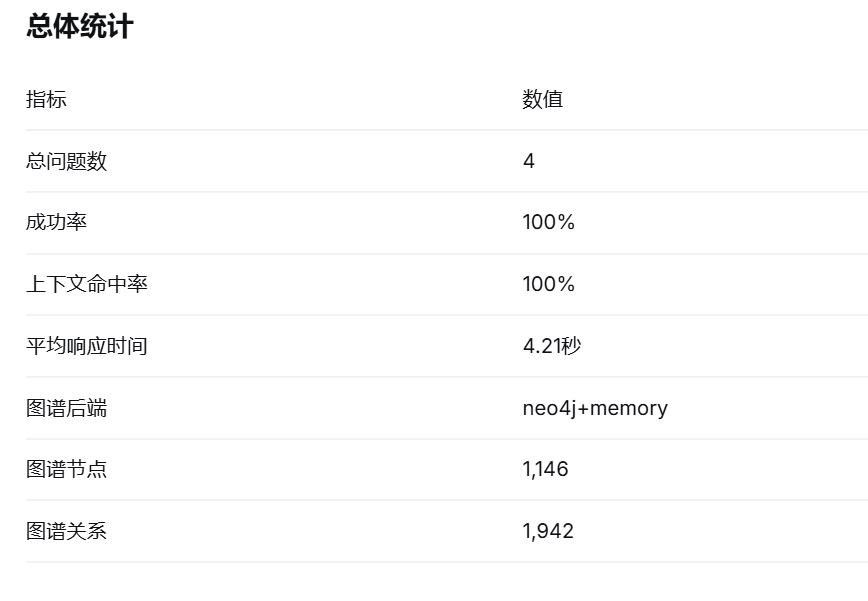 总体统计
指标 数值
总问题数 4
成功率 100%
上下文命中率 100%
平均响应时间 4.21秒
图谱后端 neo4j+memory
图谱节点 1,146
图谱关系 1,942